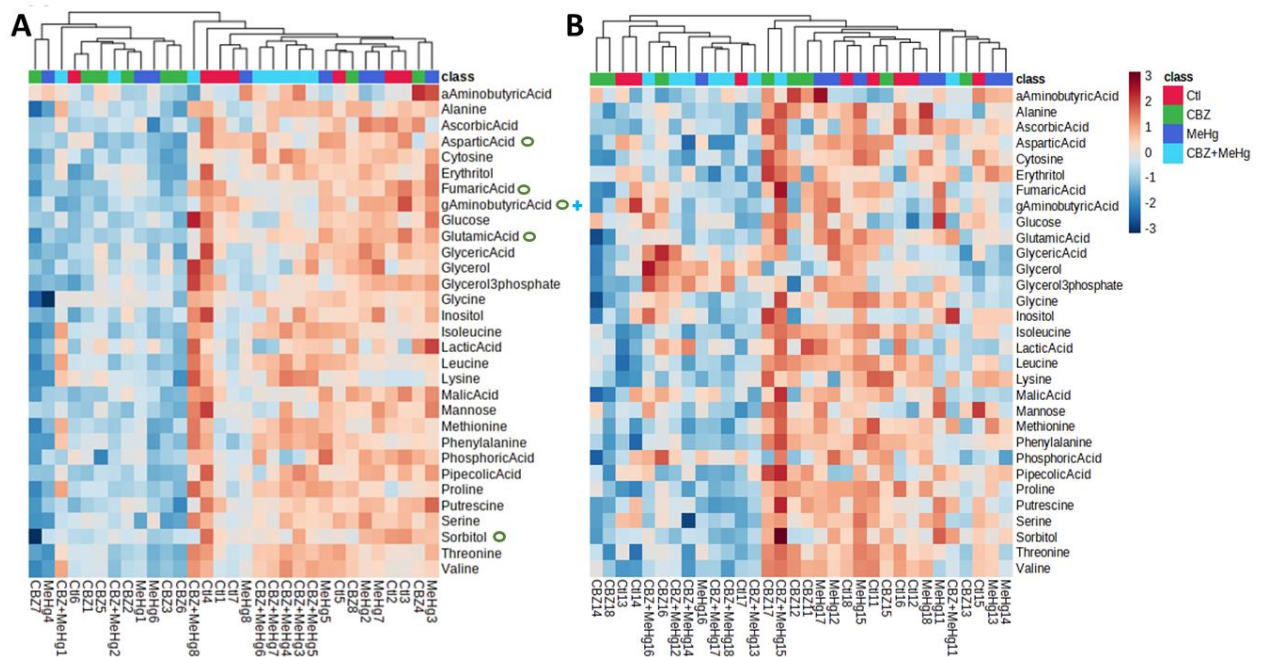 A
class
aAminobutyricAcid
Alanine
AscorbicAcid
AsparticAcid
Cytosine
Erythritol
FumaricAcid
gAminobutyricAcid +
Glucose
GlutamicAcid
GlycericAcid
Glycerol
Glycerol3phosphate
Glycine
Inositol
Isoleucine
LacticAcid
Leucine
Lysine
MalicAcid
Mannose
Methionine
Phenylalanine
PhosphoricAcid
PipecolicAcid
Proline
Putrescine
Serine
Sorbitol
Threonine
Valine
CBZ7
MeHg4
CBZ+MeHg1
Ctl6
CBZ1
CBZ5
CBZ+MeHg2
CBZ2
MeHg1
MeHg6
CBZ3
CBZ6
CBZ+MeHg8
Ctl4
Ctl1
Ctl7
MeHg8
CBZ+MeHg6
CBZ+MeHg7
CBZ+MeHg4
CBZ+MeHg3
CBZ+MeHg5
MeHg5
Ctl5
CBZ8
MeHg2
MeHg7
Ctl2
Ctl3
CBZ4
MeHg3
B
class
aAminobutyricAcid
Alanine
AscorbicAcid
AsparticAcid
Cytosine
Erythritol
FumaricAcid
gAminobutyricAcid
Glucose
GlutamicAcid
GlycericAcid
Glycerol
Glycerol3phosphate
Glycine
Inositol
Isoleucine
LacticAcid
Leucine
Lysine
MalicAcid
Mannose
Methionine
Phenylalanine
PhosphoricAcid
PipecolicAcid
Proline
Putrescine
Serine
Sorbitol
Threonine
Valine
CBZ14
CBZ18
Ctl13
Ctl14
CBZ+MeHg16
CBZ16
CBZ+MeHg12
CBZ+MeHg14
MeHg16
CBZ+MeHg17
CBZ+MeHg18
Ctl17
CBZ+MeHg13
CBZ17
CBZ+MeHg15
CBZ12
CBZ11
MeHg17
MeHg12
Ctl18
MeHg15
Ctl11
CBZ15
Ctl16
Ctl12
MeHg18
MeHg11
CBZ+MeHg11
CBZ13
Ctl15
MeHg13
MeHg14
3
2
1
0
-1
-2
-3
class
Ctl
CBZ
MeHg
CBZ+MeHg